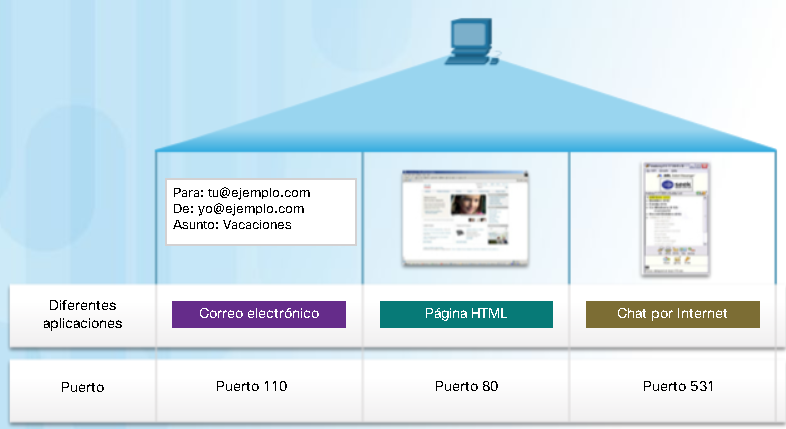 Para: tu@ejemplo.com
De: yo@ejemplo.com
Asunto: Vacaciones
Diferentes
aplicaciones
Correo electrónico
Página HTML
Chat por Internet
Puerto
Puerto 110
Puerto 80
Puerto 531